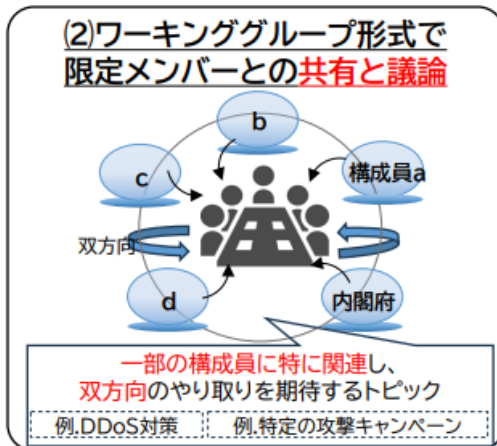 (2)ワーキンググループ形式で
限定メンバーとの共有と議論
b
c
構成員a
双方向
d
内閣府
一部の構成員に特に関連し、
双方向のやり取りを期待するトピック
例.DDoS対策
例.特定の攻撃キャンペーン